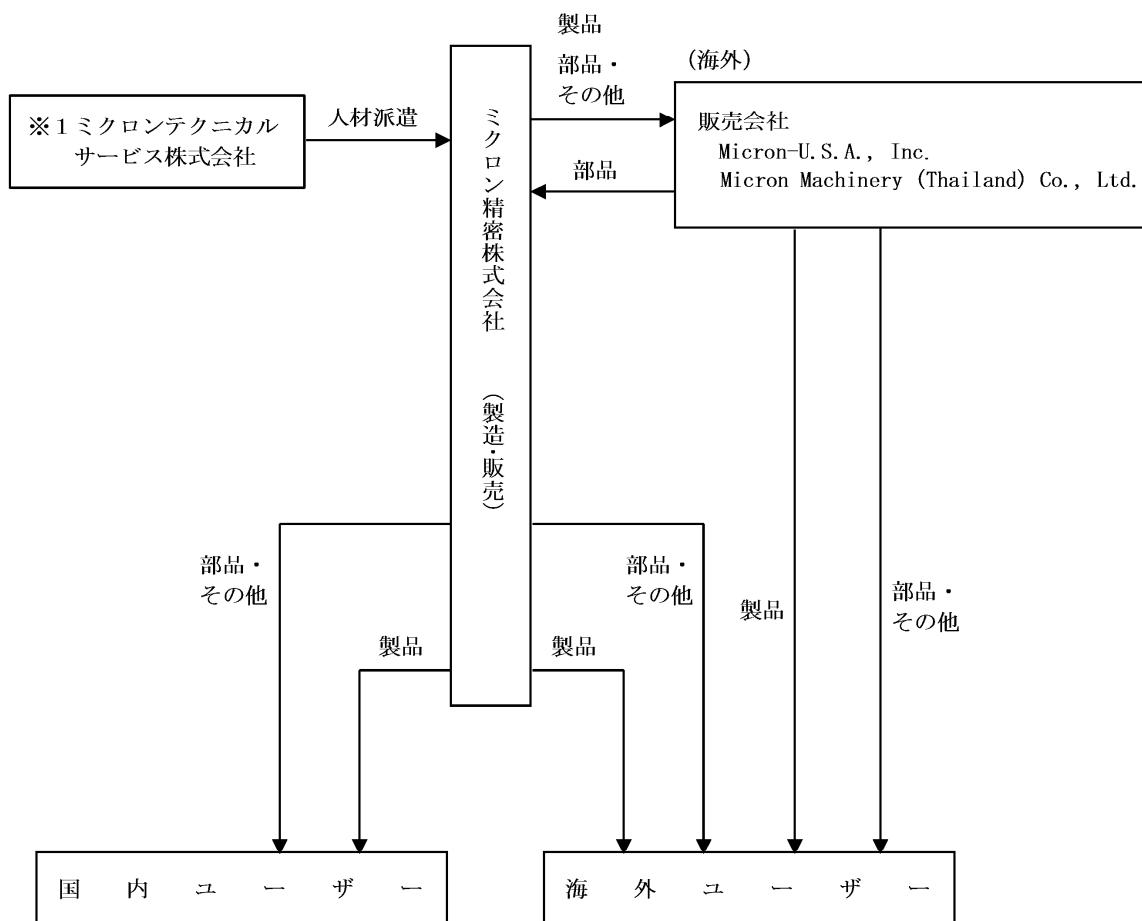 製品
部品・
その他
(海外)
※1ミクロンテクニカル
サービス株式会社
人材派遣
ミクロン精密株式会社
(製造・販売)
販売会社
Micron-U.S.A., Inc.
Micron Machinery (Thailand) Co., Ltd.
部品
部品・
その他
製品
部品・
その他
製品
製品
部品・
その他
国内ユーザー
海外ユーザー